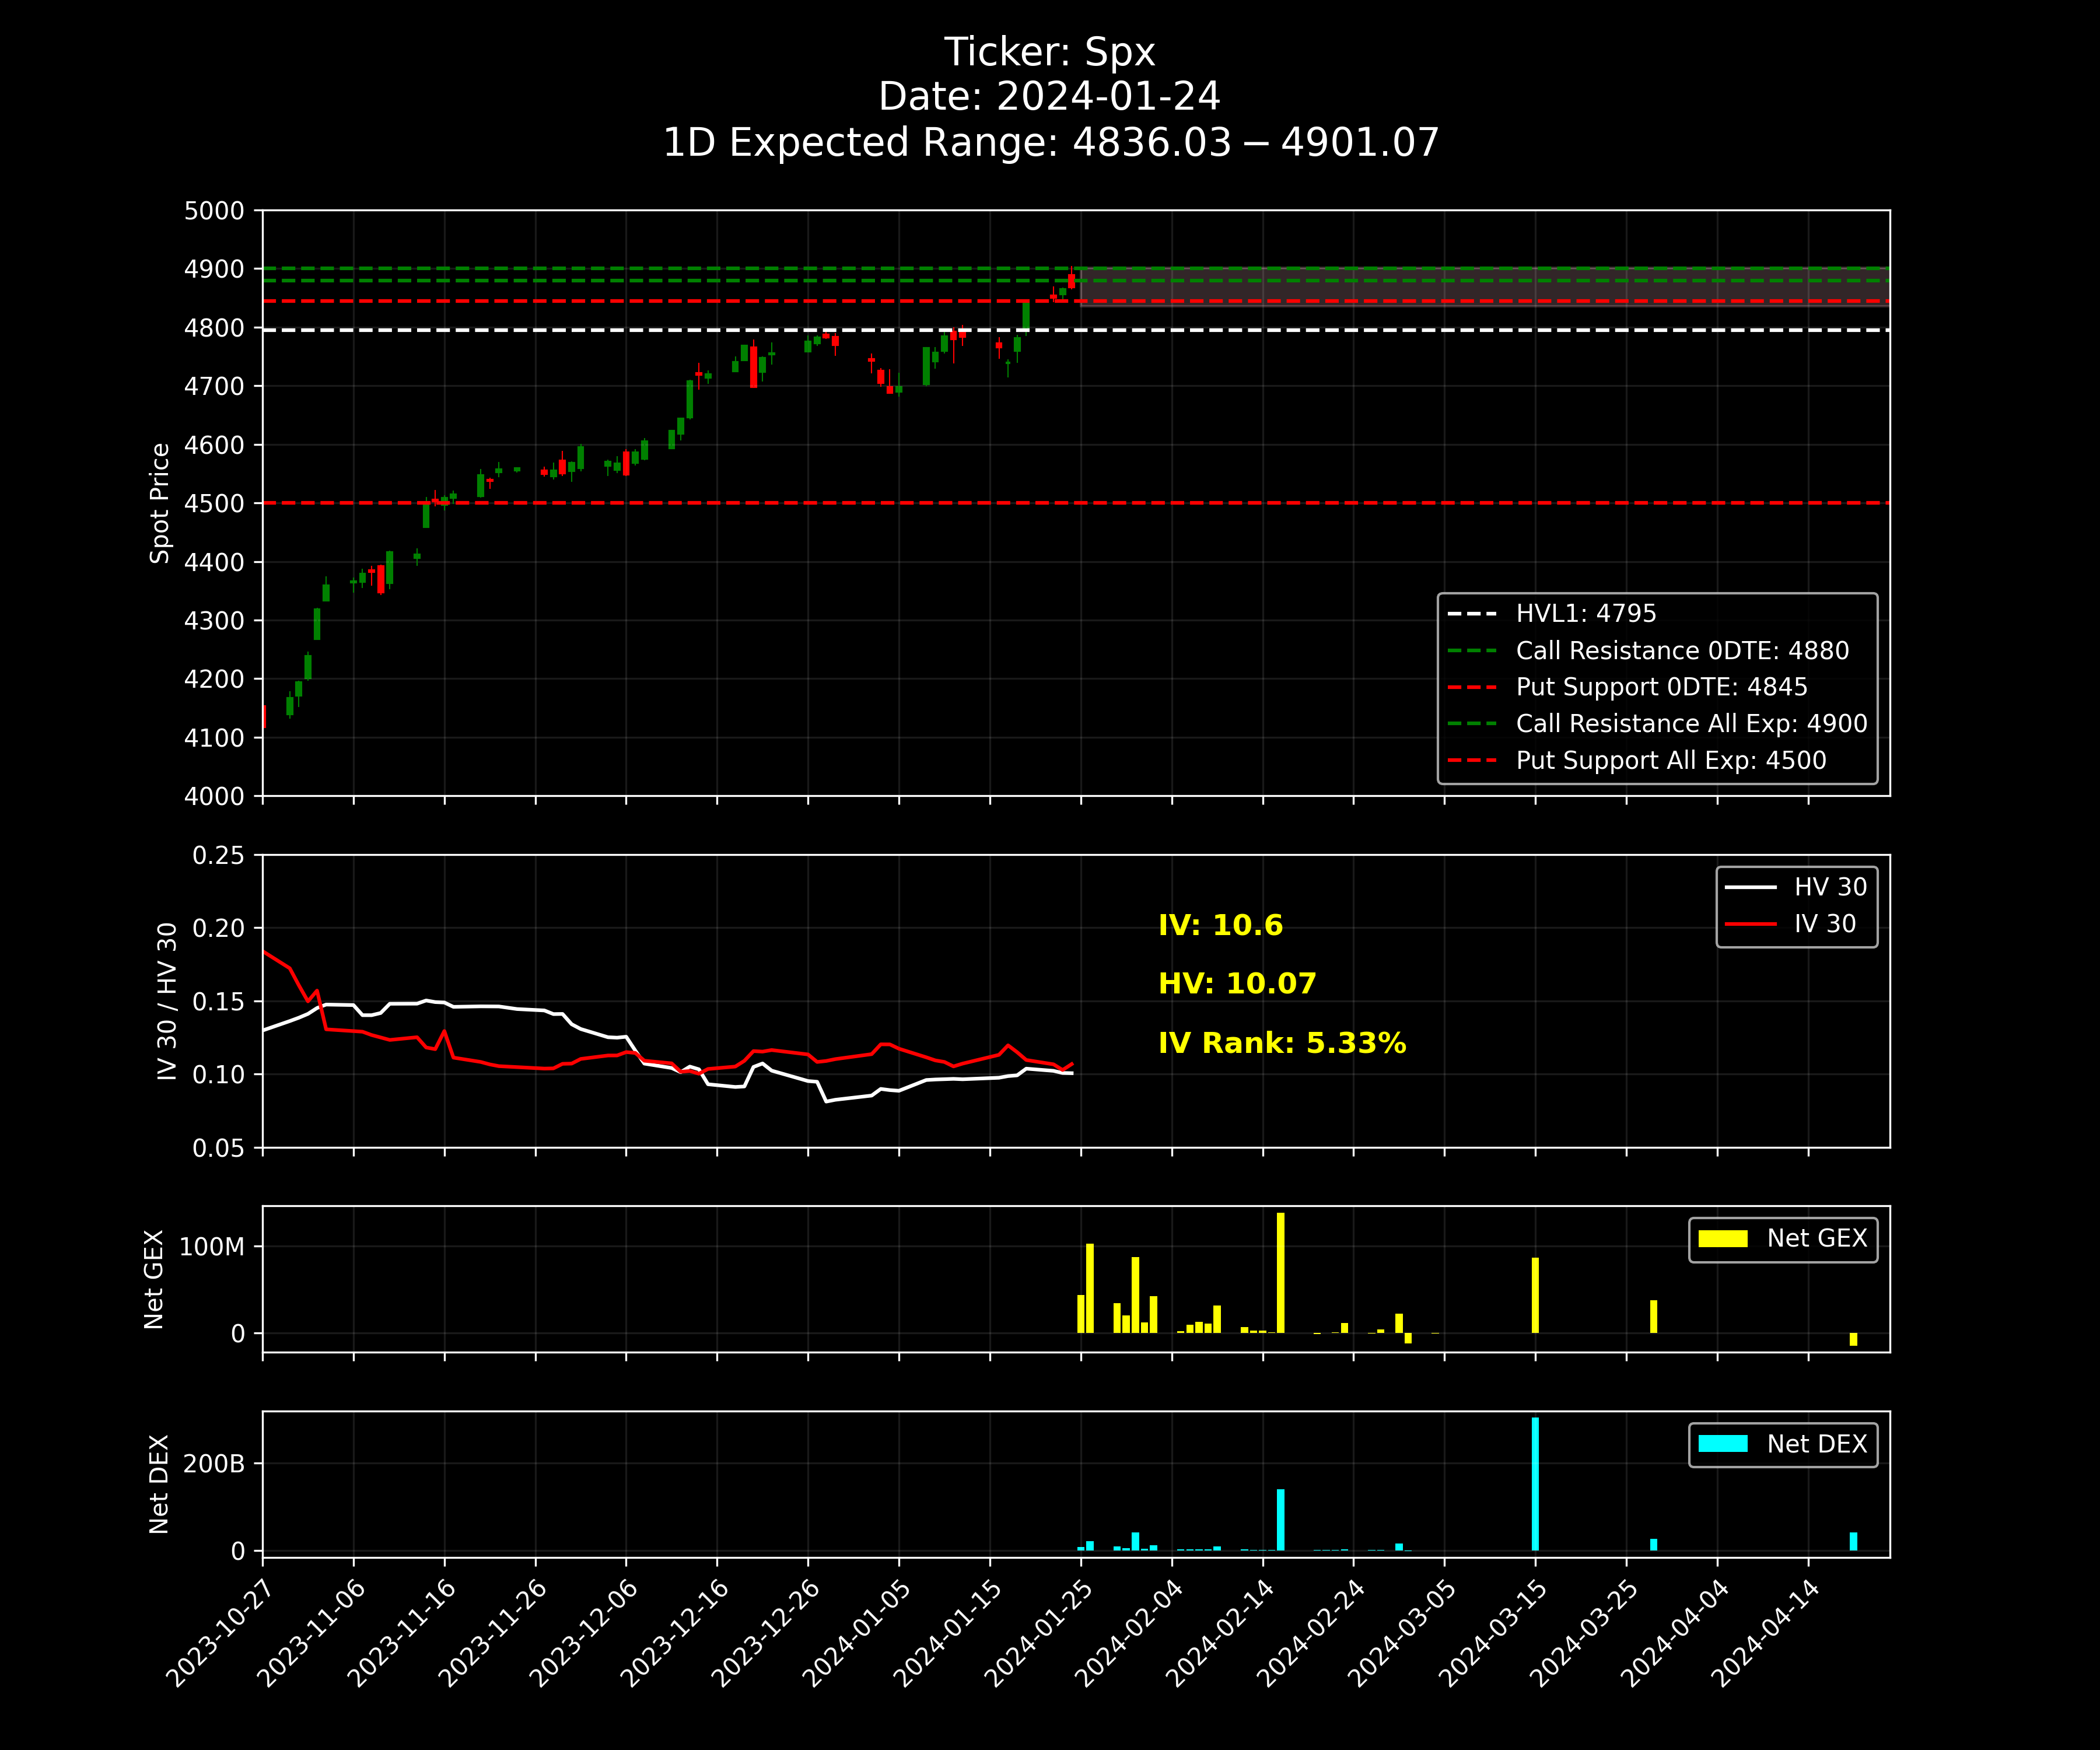 Ticker: Spx
Date: 2024-01-24
1D Expected Range: 4836.03 − 4901.07
5000
4900
4800
4700
4600
4500
4400
4300
4200
4100
4000
Spot Price
HVL1: 4795
Call Resistance 0DTE: 4880
Put Support 0DTE: 4845
Call Resistance All Exp: 4900
Put Support All Exp: 4500
0.25
0.20
0.15
0.10
0.05
IV 30 / HV 30
IV: 10.6
HV: 10.07
IV Rank: 5.33%
HV 30
IV 30
100M
0
Net GEX
Net GEX
200B
0
Net DEX
Net DEX
2023-10-27
2023-11-06
2023-11-16
2023-11-26
2023-12-06
2023-12-16
2023-12-26
2024-01-05
2024-01-15
2024-01-25
2024-02-04
2024-02-14
2024-02-24
2024-03-05
2024-03-15
2024-03-25
2024-04-04
2024-04-14